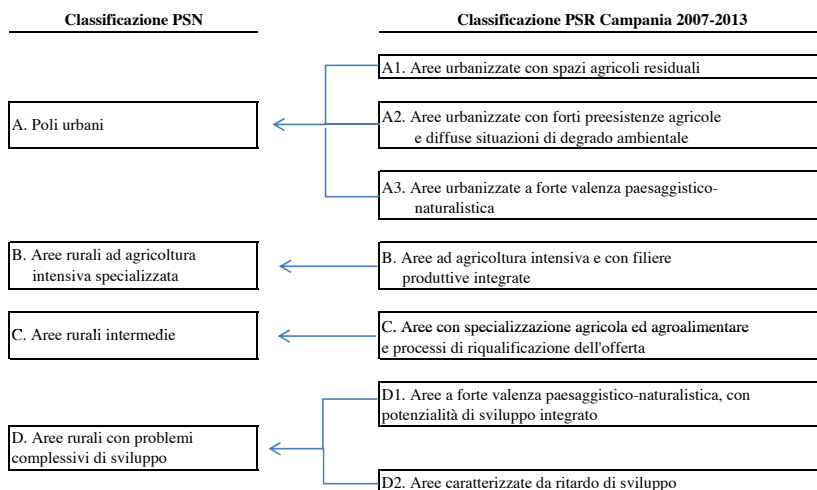 Classificazione PSN
Classificazione PSR Campania 2007-2013
A1. Aree urbanizzate con spazi agricoli residuali
A. Poli urbani
A2. Aree urbanizzate con forti preesistenze agricole
e diffuse situazioni di degrado ambientale
A3. Aree urbanizzate a forte valenza paesaggistico-
naturalistica
B. Aree rurali ad agricoltura
intensiva specializzata
B. Aree ad agricoltura intensiva e con filiere
produttive integrate
C. Aree rurali intermedie
C. Aree con specializzazione agricola ed agroalimentare
e processi di riqualificazione dell'offerta
D1. Aree a forte valenza paesaggistico-naturalistica, con
potenzialità di sviluppo integrato
D. Aree rurali con problemi
complessivi di sviluppo
D2. Aree caratterizzate da ritardo di sviluppo